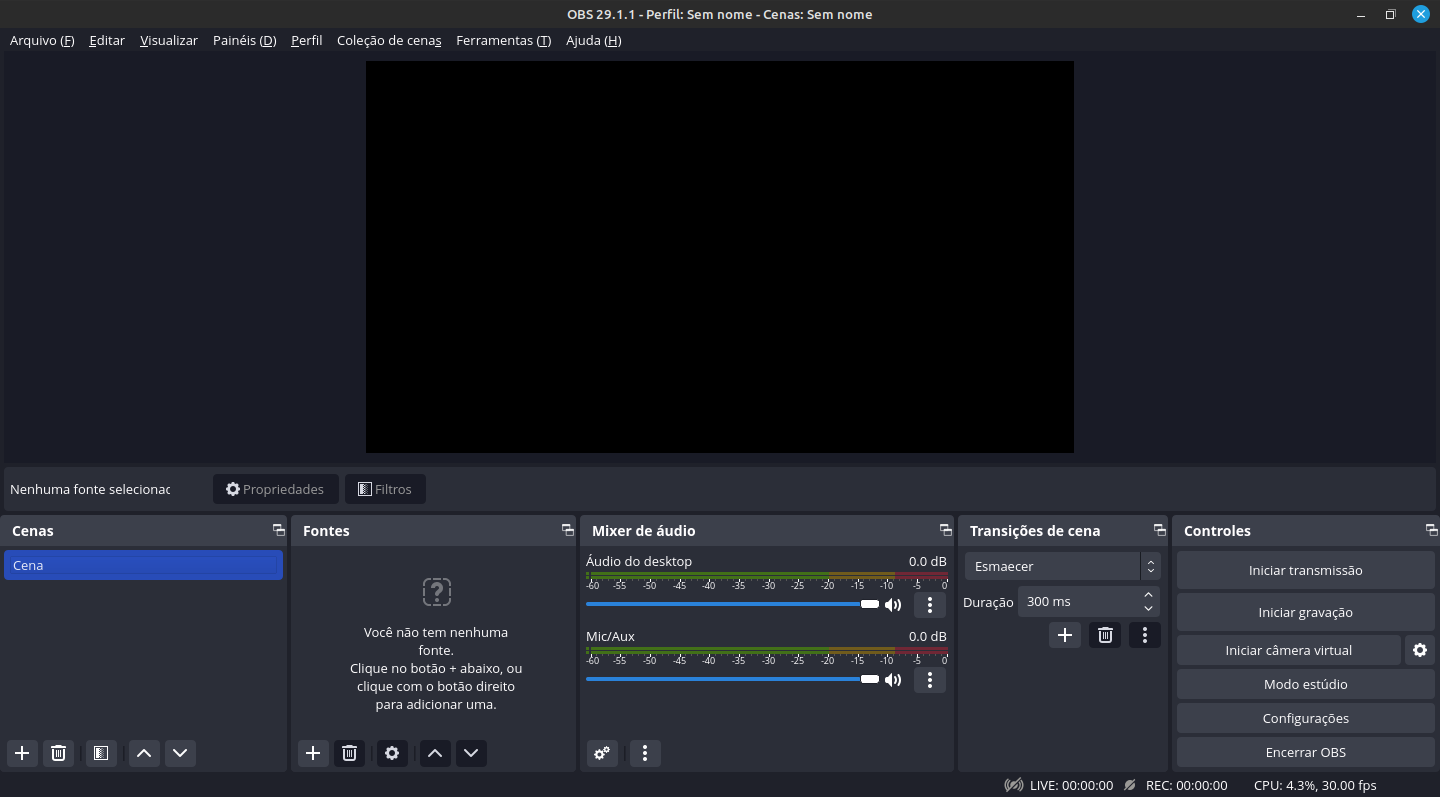 OBS 29.1.1 - Perfil: Sem nome - Cenas: Sem nome
Arquivo (F) Editar Visualizar Painéis (D) Perfil Coleção de cenas Ferramentas (T) Ajuda (H)
Nenhuma fonte selecionac Propriedades Filtros
Cenas
Cena
Fontes
Você não tem nenhuma
fonte.
Clique no botão + abaixo, ou
clique com o botão direito
para adicionar uma.
Mixer de áudio
Áudio do desktop 0.0 dB
-60 -55 -50 -45 -40 -35 -30 -25 -20 -15 -10 -5 0
Mic/Aux 0.0 dB
-60 -55 -50 -45 -40 -35 -30 -25 -20 -15 -10 -5 0
Transições de cena
Esmaecer
Duração 300 ms
Controles
Iniciar transmissão
Iniciar gravação
Iniciar câmera virtual
Modo estúdio
Configurações
Encerrar OBS
LIVE: 00:00:00 REC: 00:00:00 CPU: 4.3%, 30.00 fps